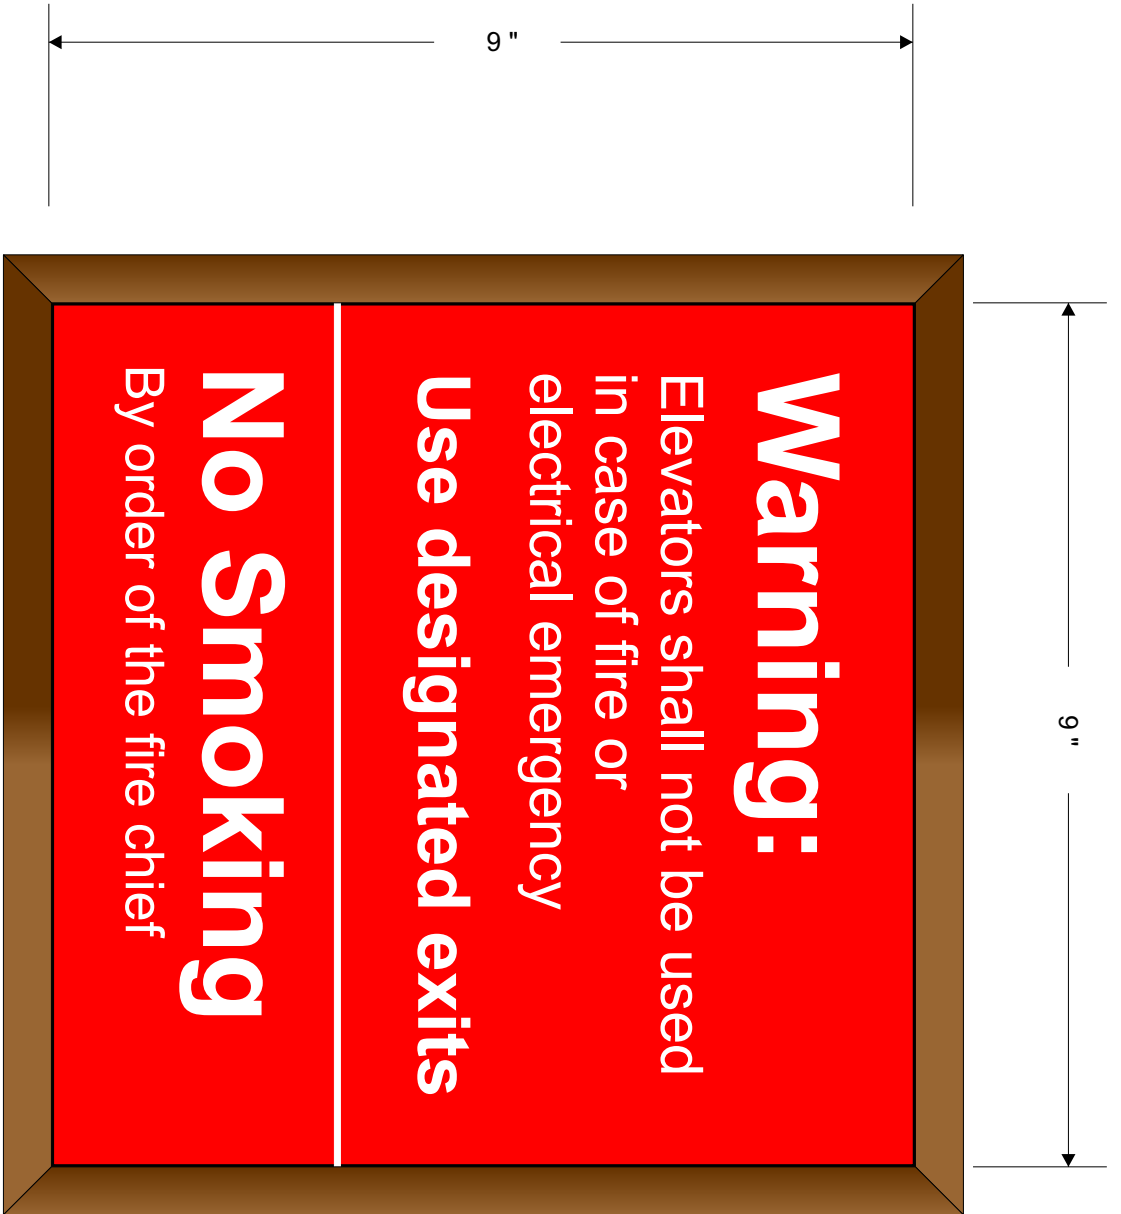 9 "
9 "
Warning:
Elevators shall not be used
in case of fire or
electrical emergency
Use designated exits
No Smoking
By order of the fire chief